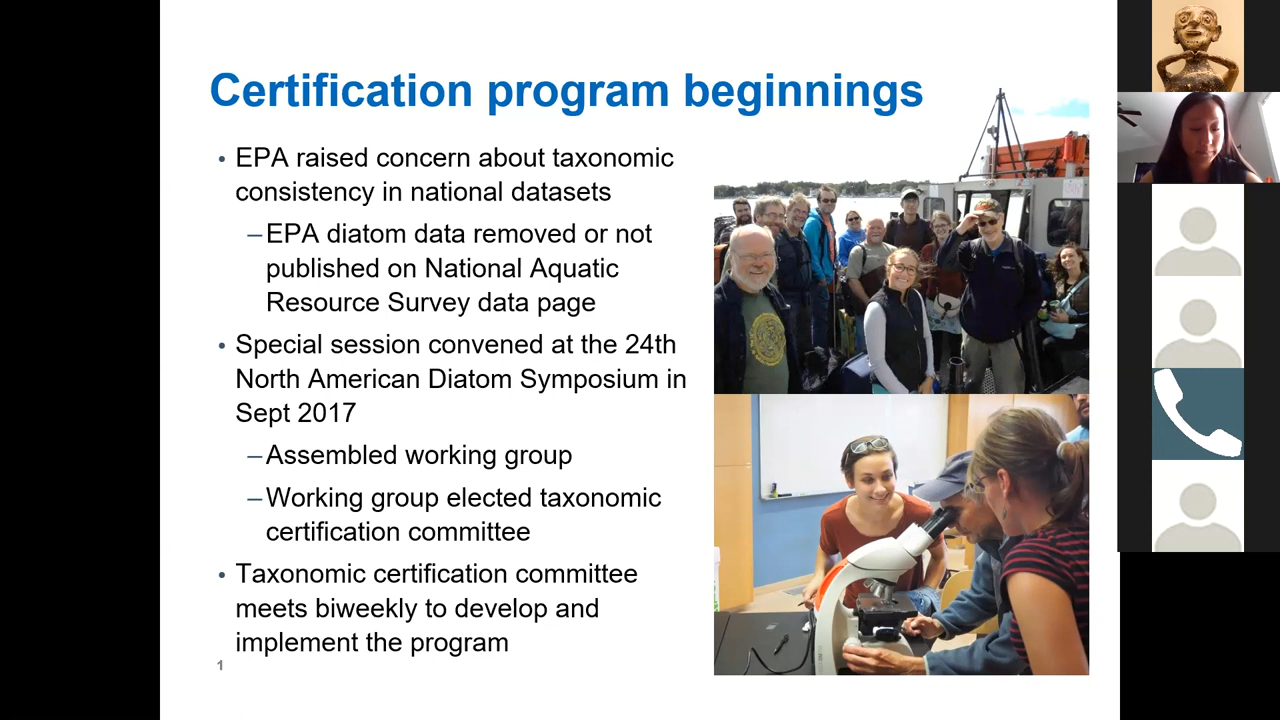 Certification program beginnings
• EPA raised concern about taxonomic
consistency in national datasets
–EPA diatom data removed or not
published on National Aquatic
Resource Survey data page
• Special session convened at the 24th
North American Diatom Symposium in
Sept 2017
–Assembled working group
–Working group elected taxonomic
certification committee
• Taxonomic certification committee
meets biweekly to develop and
implement the program
1